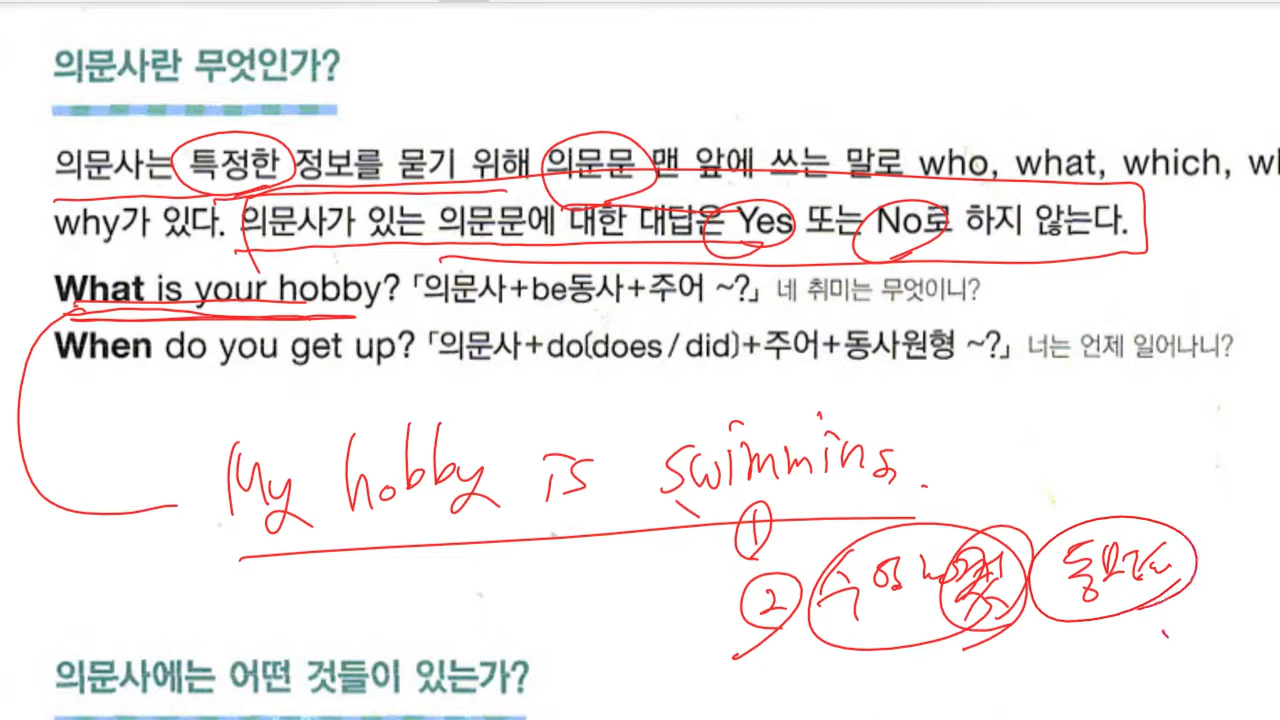 의문사란 무엇인가?
의문사는 특정한 정보를 묻기 위해 의문문 맨 앞에 쓰는 말로 who, what, which,
why가 있다. 의문사가 있는 의문문에 대한 대답은 Yes 또는 No로 하지 않는다.
What is your hobby? 「의문사+be동사+주어 ~?」 네 취미는 무엇이니?
When do you get up? 「의문사+do(does / did)+주어+동사원형 ~?」 너는 언제 일어나니?
My hobby is swimming.
①
②
의문사에는 어떤 것들이 있는가?